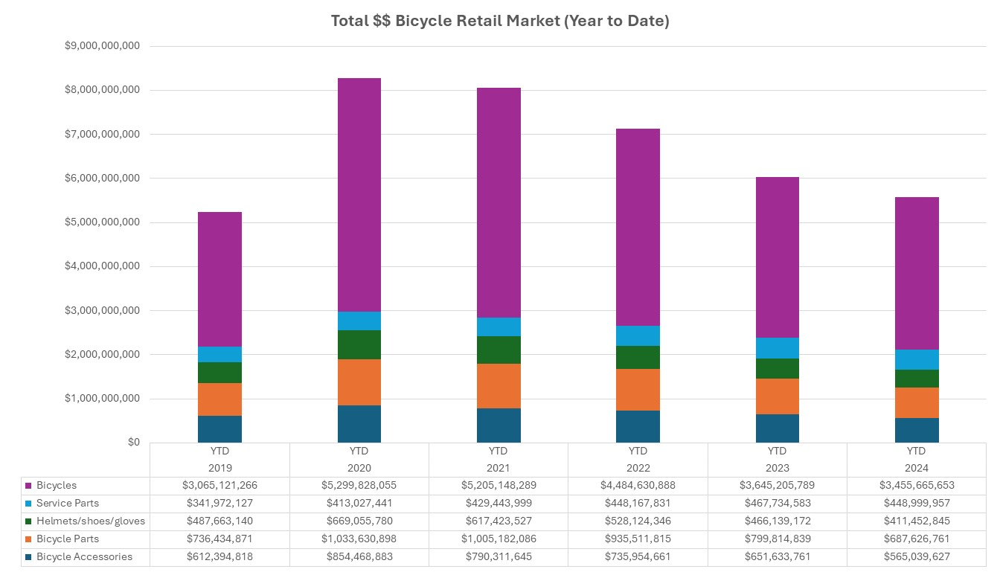 Total $$ Bicycle Retail Market (Year to Date)
$9,000,000,000
$8,000,000,000
$7,000,000,000
$6,000,000,000
$5,000,000,000
$4,000,000,000
$3,000,000,000
$2,000,000,000
$1,000,000,000
$0
YTD YTD YTD YTD YTD YTD
2019 2020 2021 2022 2023 2024
Bicycles $3,065,121,266 $5,299,828,055 $5,205,148,289 $4,484,630,888 $3,645,205,789 $3,455,665,653
Service Parts $341,972,127 $413,027,441 $429,443,999 $448,167,831 $467,734,583 $448,999,957
Helmets/shoes/gloves $487,663,140 $669,055,780 $617,423,527 $528,124,346 $466,139,172 $411,452,845
Bicycle Parts $736,434,871 $1,033,630,898 $1,005,182,086 $935,511,815 $799,814,839 $687,626,761
Bicycle Accessories $612,394,818 $854,468,883 $790,311,645 $735,954,661 $651,633,761 $565,039,627